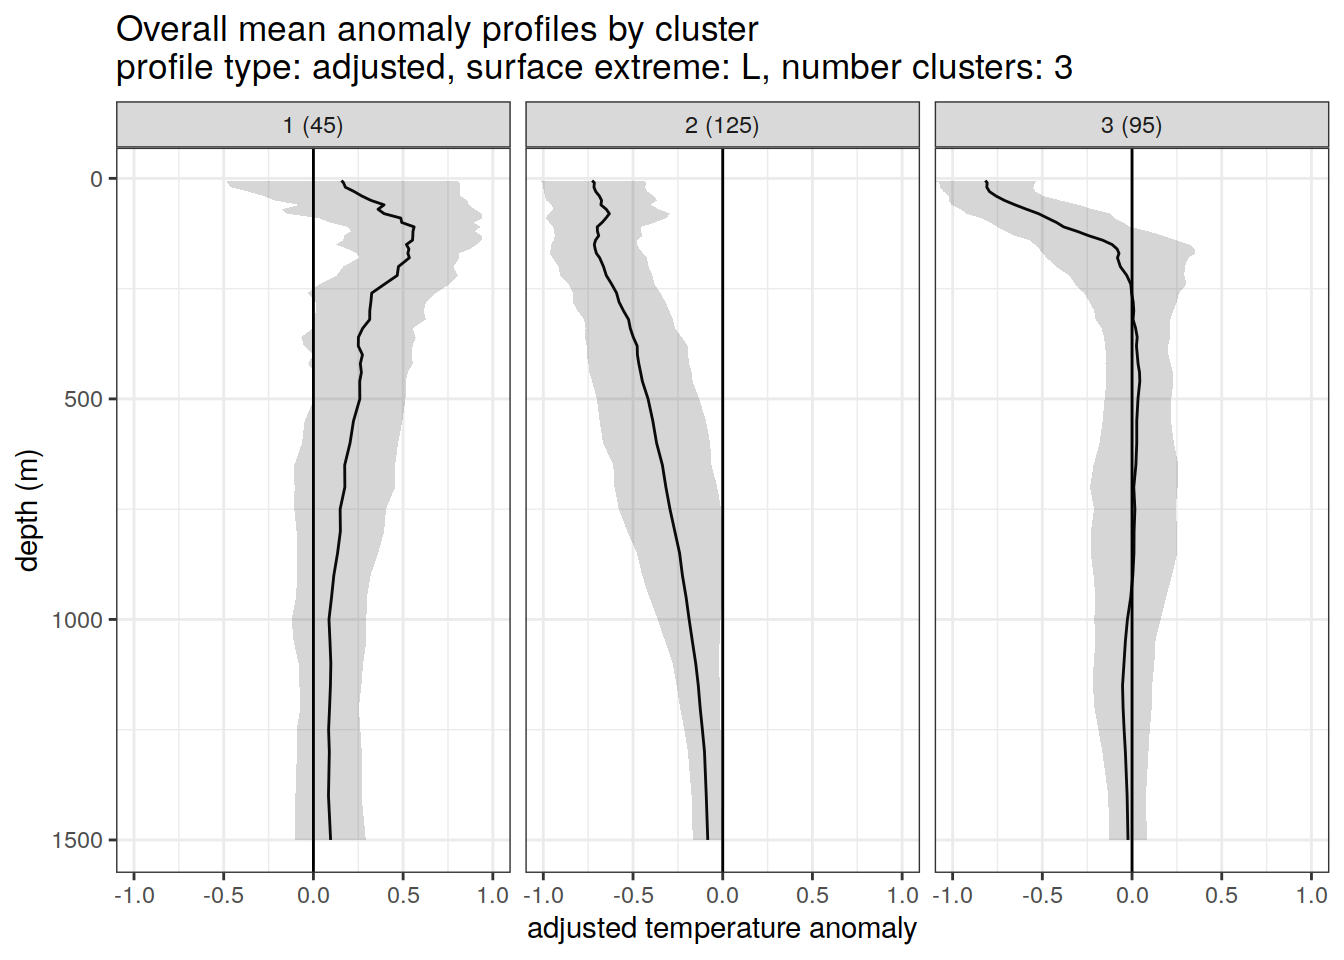 Overall mean anomaly profiles by cluster
profile type: adjusted, surface extreme: L, number clusters: 3
1 (45)
2 (125)
3 (95)
0
500
1000
1500
depth (m)
-1.0 -0.5 0.0 0.5 1.0
-1.0 -0.5 0.0 0.5 1.0
-1.0 -0.5 0.0 0.5 1.0
adjusted temperature anomaly